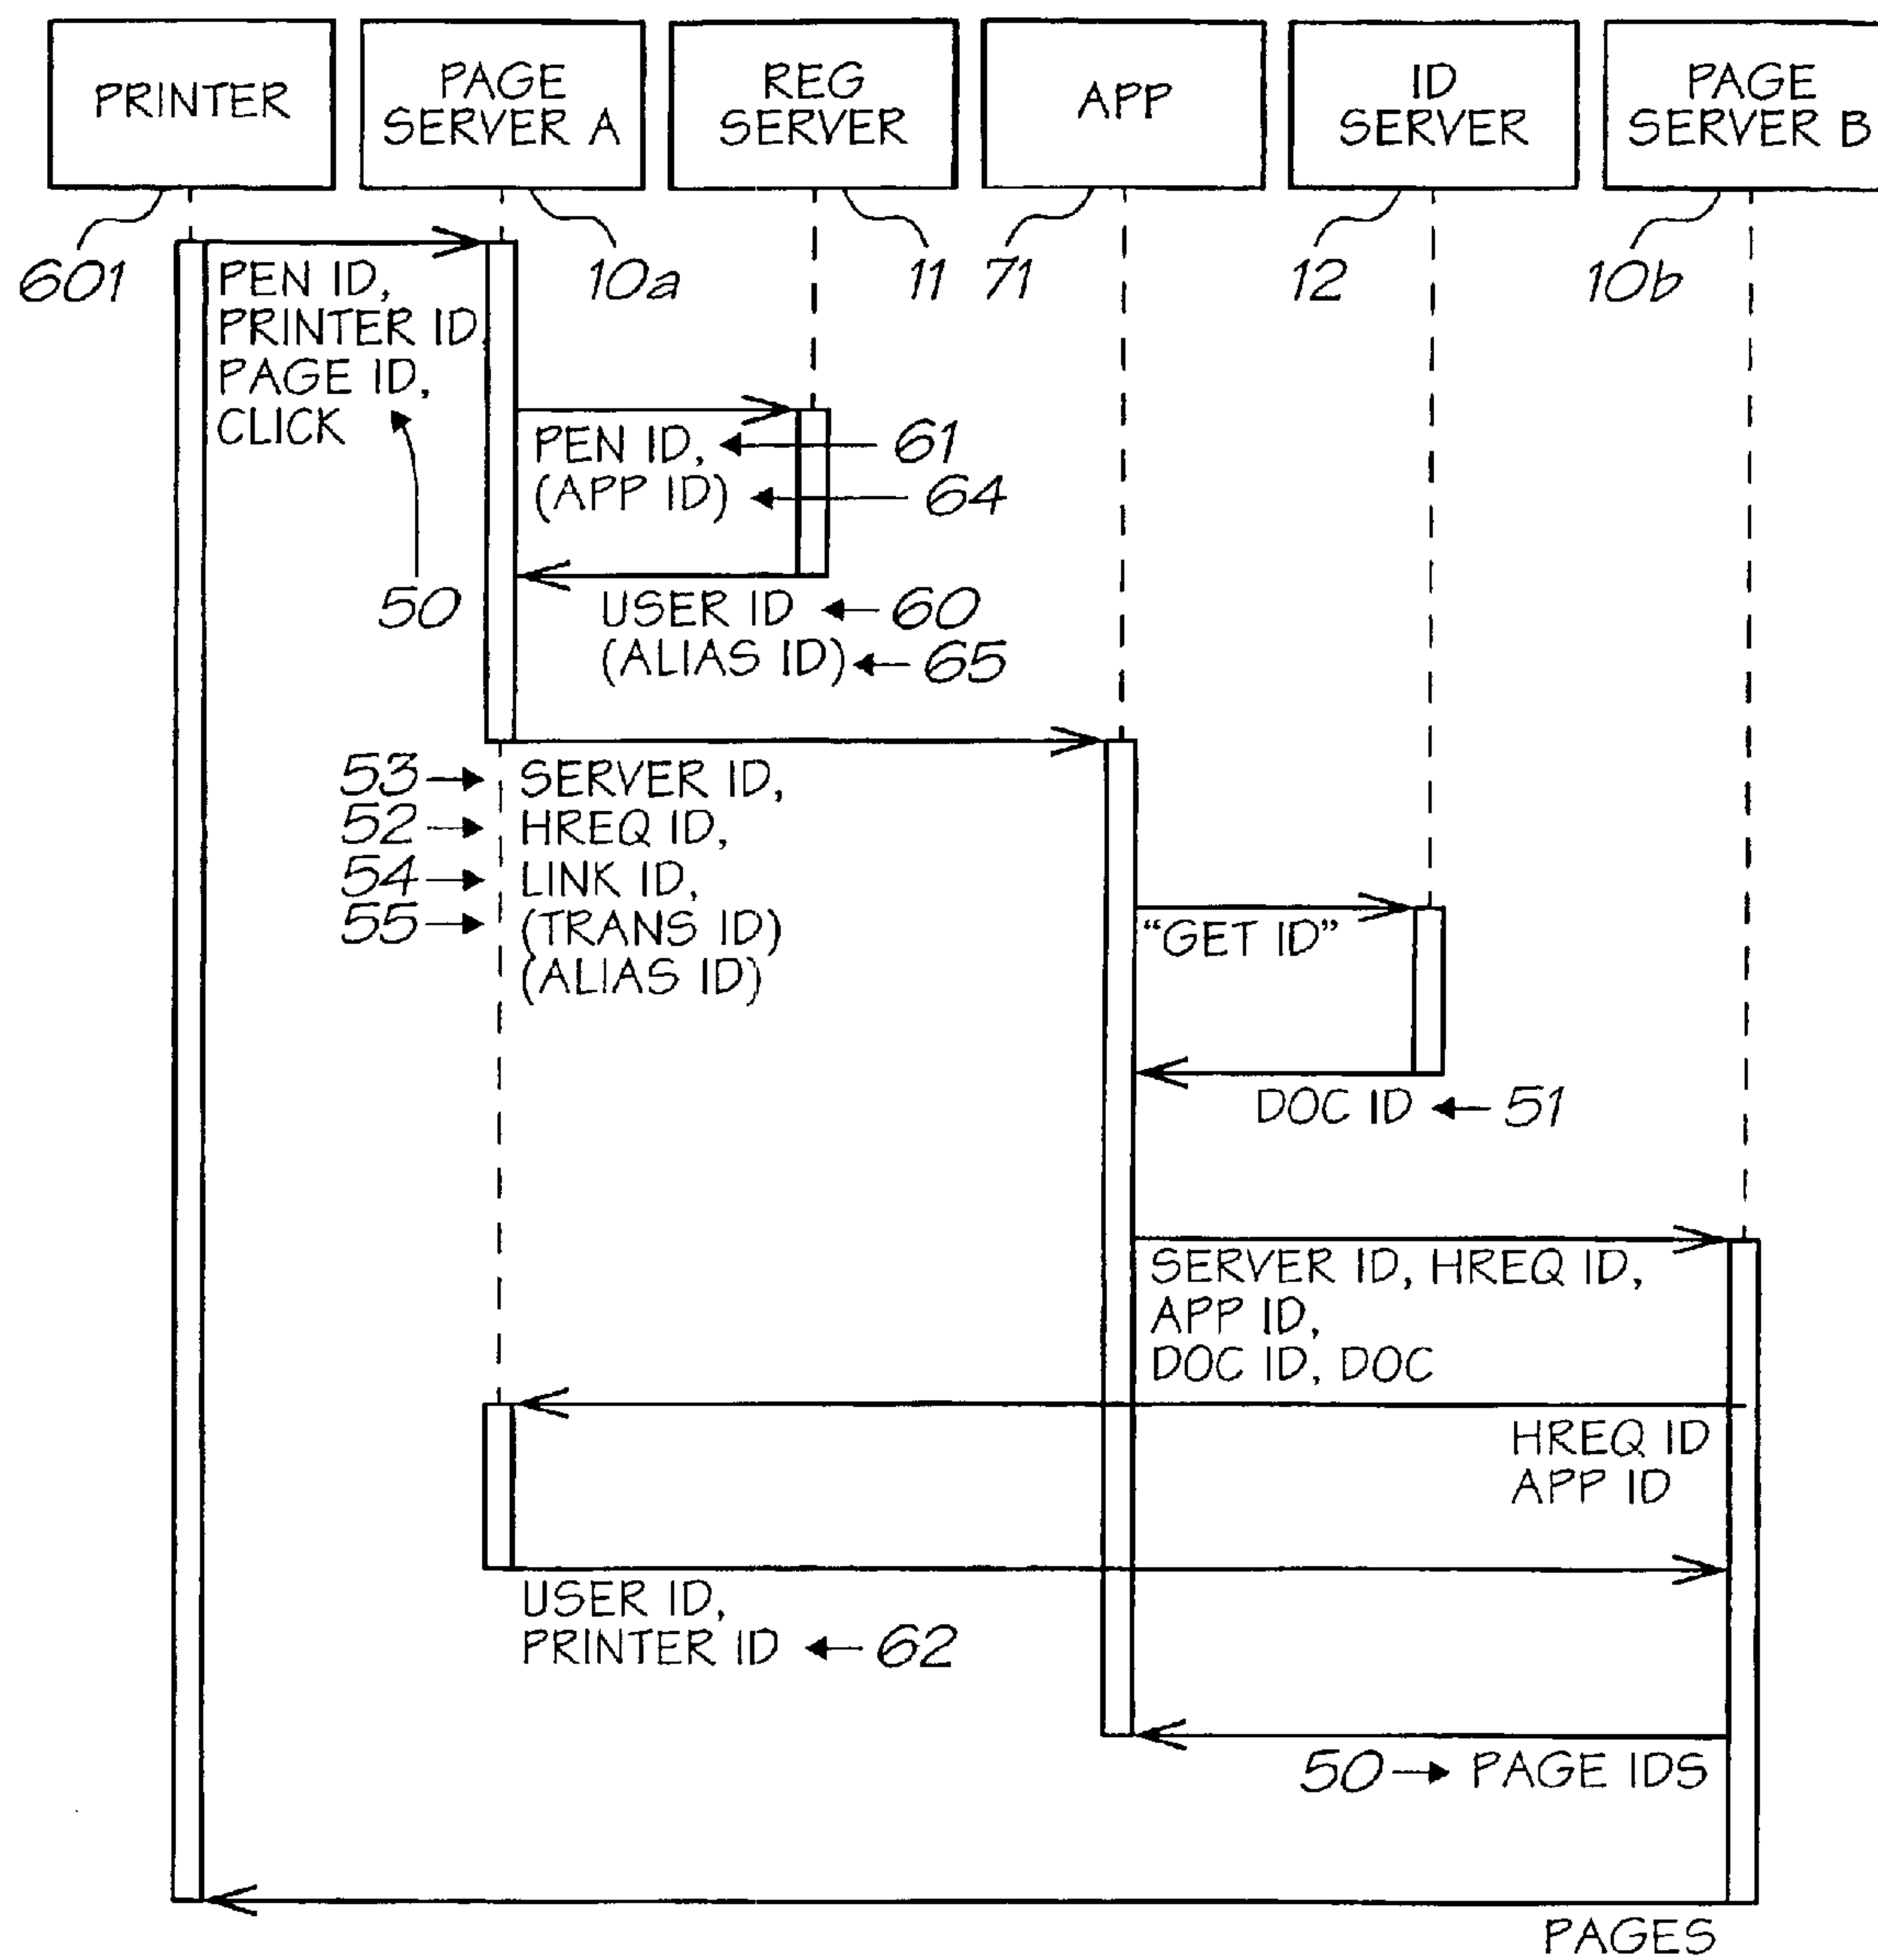 PRINTER
PAGE
SERVER A
REG
SERVER
APP
ID
SERVER
PAGE
SERVER B
601
10a
11
71
12
10b
PEN ID,
PRINTER ID
PAGE ID,
CLICK
50
PEN ID,
61
(APP ID)
64
USER ID
60
(ALIAS ID)
65
53
SERVER ID,
52
HREQ ID,
54
LINK ID,
55
(TRANS ID)
(ALIAS ID)
“GET ID”
DOC ID
51
SERVER ID, HREQ ID,
APP ID,
DOC ID, DOC
HREQ ID
APP ID
USER ID,
PRINTER ID
62
50
PAGE IDS
PAGES